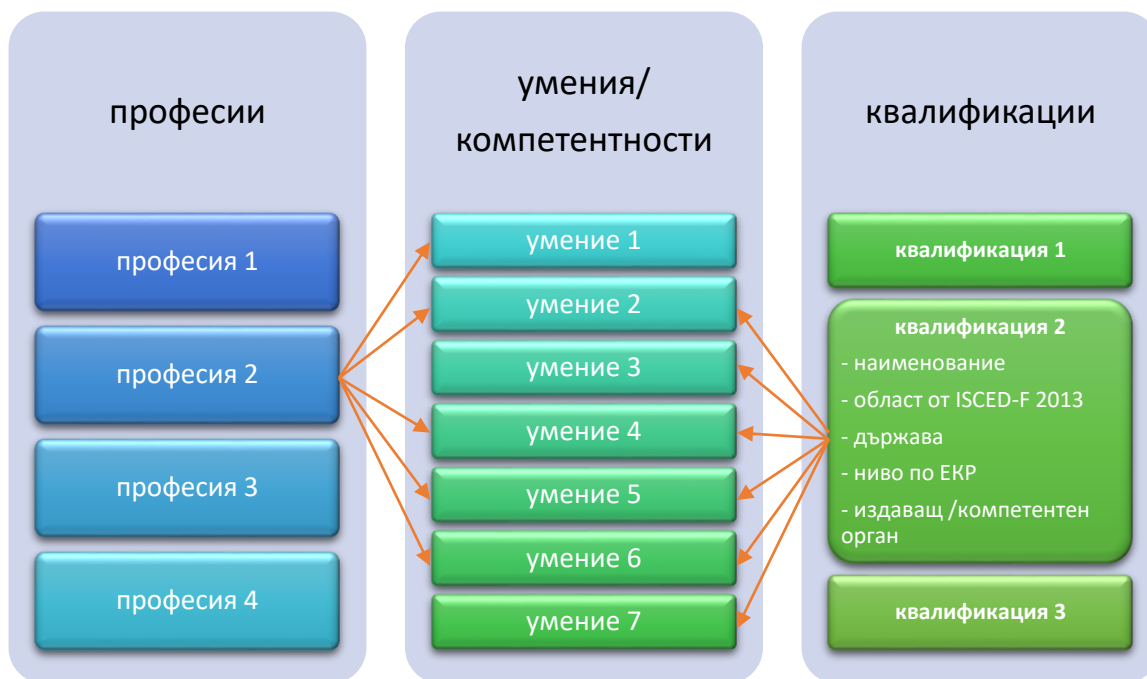 професии
професия 1
професия 2
професия 3
професия 4
умения/
компетентности
умение 1
умение 2
умение 3
умение 4
умение 5
умение 6
умение 7
квалификации
квалификация 1
квалификация 2
- наименование
- област от ISCED-F 2013
- държава
- ниво по ЕКР
- издаващ /компетентен
орган
квалификация 3